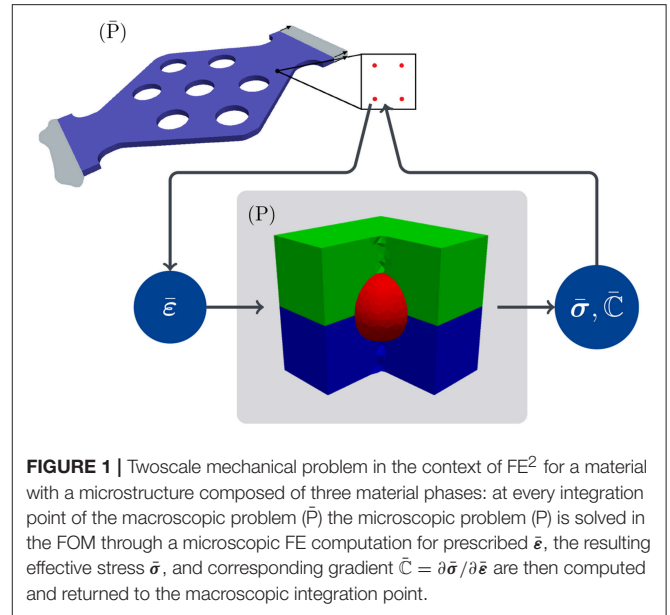 (P̄)
(P)
ε̄
σ̄, ℂ̄
FIGURE 1 | Twoscale mechanical problem in the context of FE² for a material
with a microstructure composed of three material phases: at every integration
point of the macroscopic problem (P̄) the microscopic problem (P) is solved in
the FOM through a microscopic FE computation for prescribed ε̄, the resulting
effective stress σ̄, and corresponding gradient ℂ̄ = ∂σ̄/∂ε̄ are then computed
and returned to the macroscopic integration point.